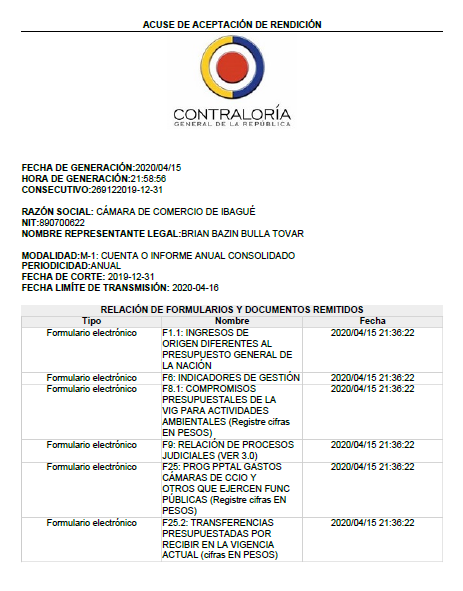 ACUSE DE ACEPTACIÓN DE RENDICIÓN
CONTRALORÍA
GENERAL DE LA REPÚBLICA
FECHA DE GENERACIÓN:2020/04/15
HORA DE GENERACIÓN:21:58:56
CONSECUTIVO:269122019-12-31
RAZÓN SOCIAL: CÁMARA DE COMERCIO DE IBAGUÉ
NIT:890700622
NOMBRE REPRESENTANTE LEGAL:BRIAN BAZIN BULLA TOVAR
MODALIDAD:M-1: CUENTA O INFORME ANUAL CONSOLIDADO
PERIODICIDAD:ANUAL
FECHA DE CORTE: 2019-12-31
FECHA LIMÍTE DE TRANSMISIÓN: 2020-04-16
RELACIÓN DE FORMULARIOS Y DOCUMENTOS REMITIDOS
Tipo Nombre Fecha
Formulario electrónico F1.1: INGRESOS DE 2020/04/15 21:36:22
ORIGEN DIFERENTES AL
PRESUPUESTO GENERAL DE
LA NACIÓN
Formulario electrónico F6: INDICADORES DE GESTIÓN 2020/04/15 21:36:22
Formulario electrónico F8.1: COMPROMISOS 2020/04/15 21:36:22
PRESUPUESTALES DE LA
VIG PARA ACTIVIDADES
AMBIENTALES (Registre cifras
EN PESOS)
Formulario electrónico F9: RELACIÓN DE PROCESOS 2020/04/15 21:36:22
JUDICIALES (VER 3.0)
Formulario electrónico F25: PROG PPTAL GASTOS 2020/04/15 21:36:22
CÁMARAS DE CCIO Y
OTROS QUE EJERCEN FUNC
PÚBLICAS (Registre cifras EN
PESOS)
Formulario electrónico F25.2: TRANSFERENCIAS 2020/04/15 21:36:22
PRESUPUESTADAS POR
RECIBIR EN LA VIGENCIA
ACTUAL (cifras EN PESOS)